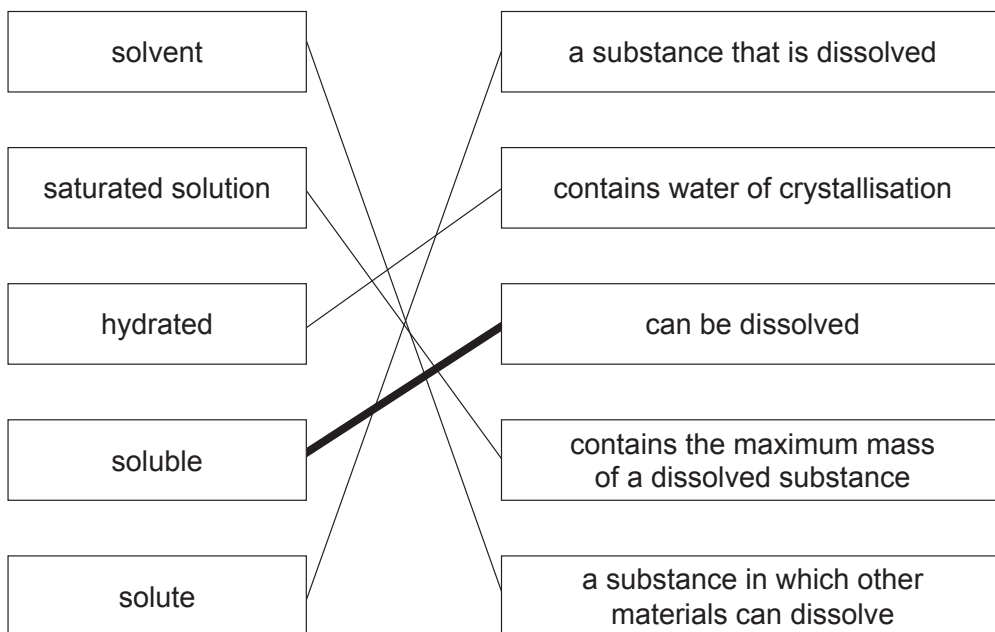 solvent
a substance that is dissolved
saturated solution
contains water of crystallisation
hydrated
can be dissolved
soluble
contains the maximum mass
of a dissolved substance
solute
a substance in which other
materials can dissolve